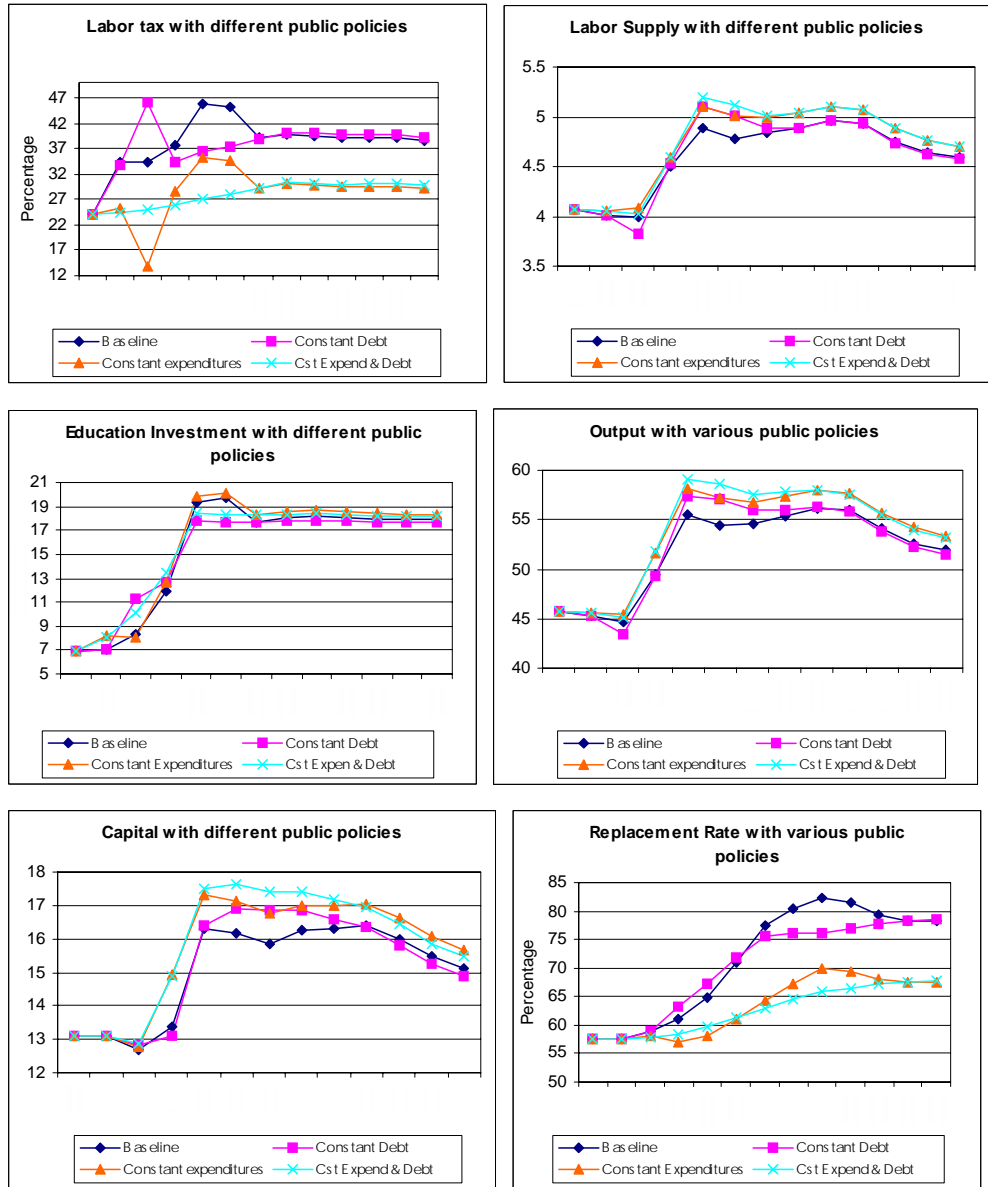 Labor tax with different public policies
47
42
37
32
27
22
17
12
Percentage
Baseline
Constant Debt
Constant expenditures
Cst Expend & Debt
Labor Supply with different public policies
5.5
5
4.5
4
3.5
Baseline
Constant Debt
Constant expenditures
Cst Expend & Debt
Education Investment with different public
policies
21
19
17
15
13
11
9
7
5
Baseline
Constant Debt
Constant Expenditures
Cst Expen & Debt
Output with various public policies
60
55
50
45
40
Baseline
Constant Debt
Constant expenditures
Cst Expend & Debt
Capital with different public policies
18
17
16
15
14
13
12
Baseline
Constant Debt
Constant expenditures
Cst Expend & Debt
Replacement Rate with various public
policies
85
80
75
70
65
60
55
50
Percentage
Baseline
Constant Debt
Constant Expenditures
Cst Expend & Debt